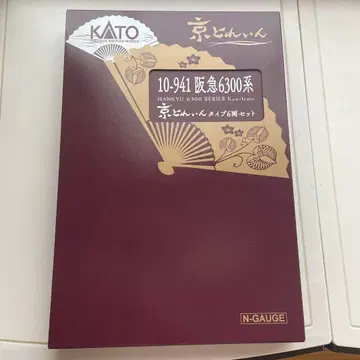 KATO
京とれいん
10-941 阪急6300系
HANKYU 6300 SERIES Kyo-train
京とれいん タイプ6両セット
N-GAUGE